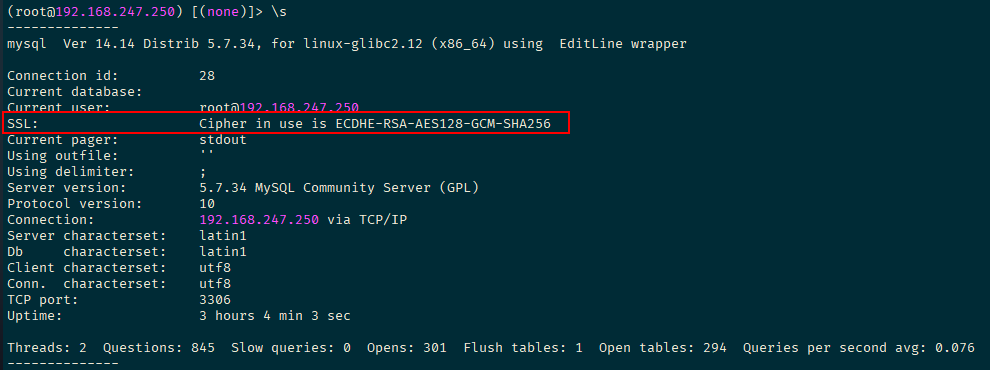 (root@192.168.247.250) [(none)]> \s
--------------
mysql  Ver 14.14 Distrib 5.7.34, for linux-glibc2.12 (x86_64) using  EditLine wrapper
Connection id:          28
Current database:
Current user:           root@192.168.247.250
SSL:                    Cipher in use is ECDHE-RSA-AES128-GCM-SHA256
Current pager:          stdout
Using outfile:          ''
Using delimiter:        ;
Server version:         5.7.34 MySQL Community Server (GPL)
Protocol version:       10
Connection:             192.168.247.250 via TCP/IP
Server characterset:    latin1
Db     characterset:    latin1
Client characterset:    utf8
Conn.  characterset:    utf8
TCP port:               3306
Uptime:                 3 hours 4 min 3 sec
Threads: 2  Questions: 845  Slow queries: 0  Opens: 301  Flush tables: 1  Open tables: 294  Queries per second avg: 0.076
--------------